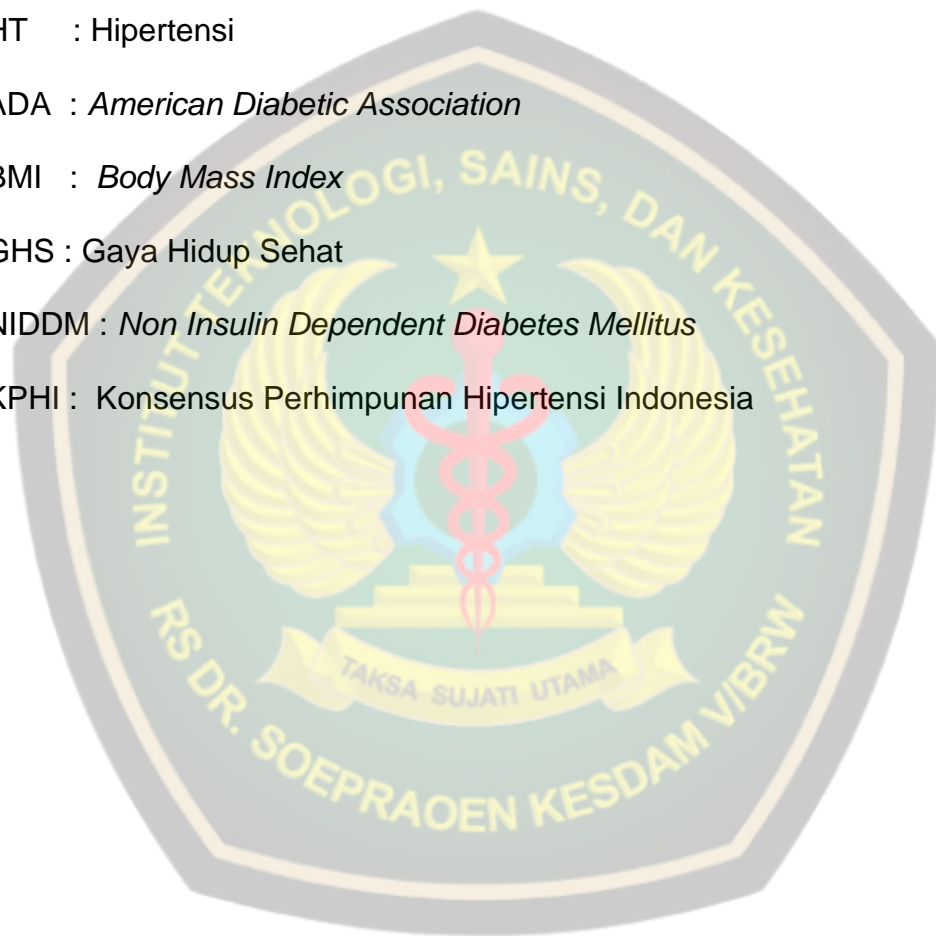 HT : Hipertensi
ADA : American Diabetic Association
BMI : Body Mass Index
GHS : Gaya Hidup Sehat
NIDDM : Non Insulin Dependent Diabetes Mellitus
KPHI : Konsensus Perhimpunan Hipertensi Indonesia
INSTITUT TEKNOLOGI, SAINS, DAN KESEHATAN
TAKSA SUJATI UTAMA
RS DR. SOEPRAOEN KESDAM V/BRW